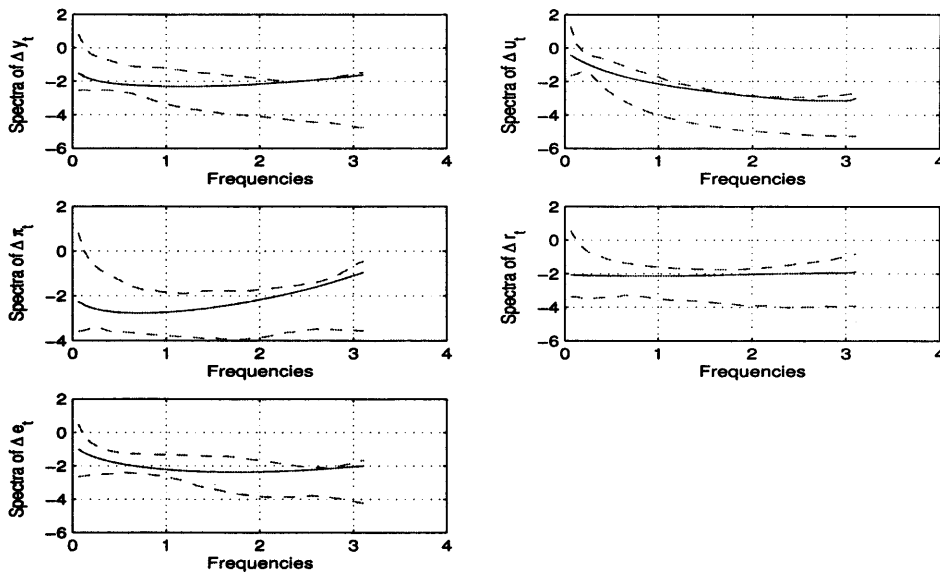 2
0
−2
−4
−6
0 1 2 3 4
Spectra of Δ y_t
Frequencies
2
0
−2
−4
−6
0 1 2 3 4
Spectra of Δ u_t
Frequencies
2
0
−2
−4
0 1 2 3 4
Spectra of Δ π_t
Frequencies
2
0
−2
−4
−6
0 1 2 3 4
Spectra of Δ r_t
Frequencies
2
0
−2
−4
−6
0 1 2 3 4
Spectra of Δ e_t
Frequencies